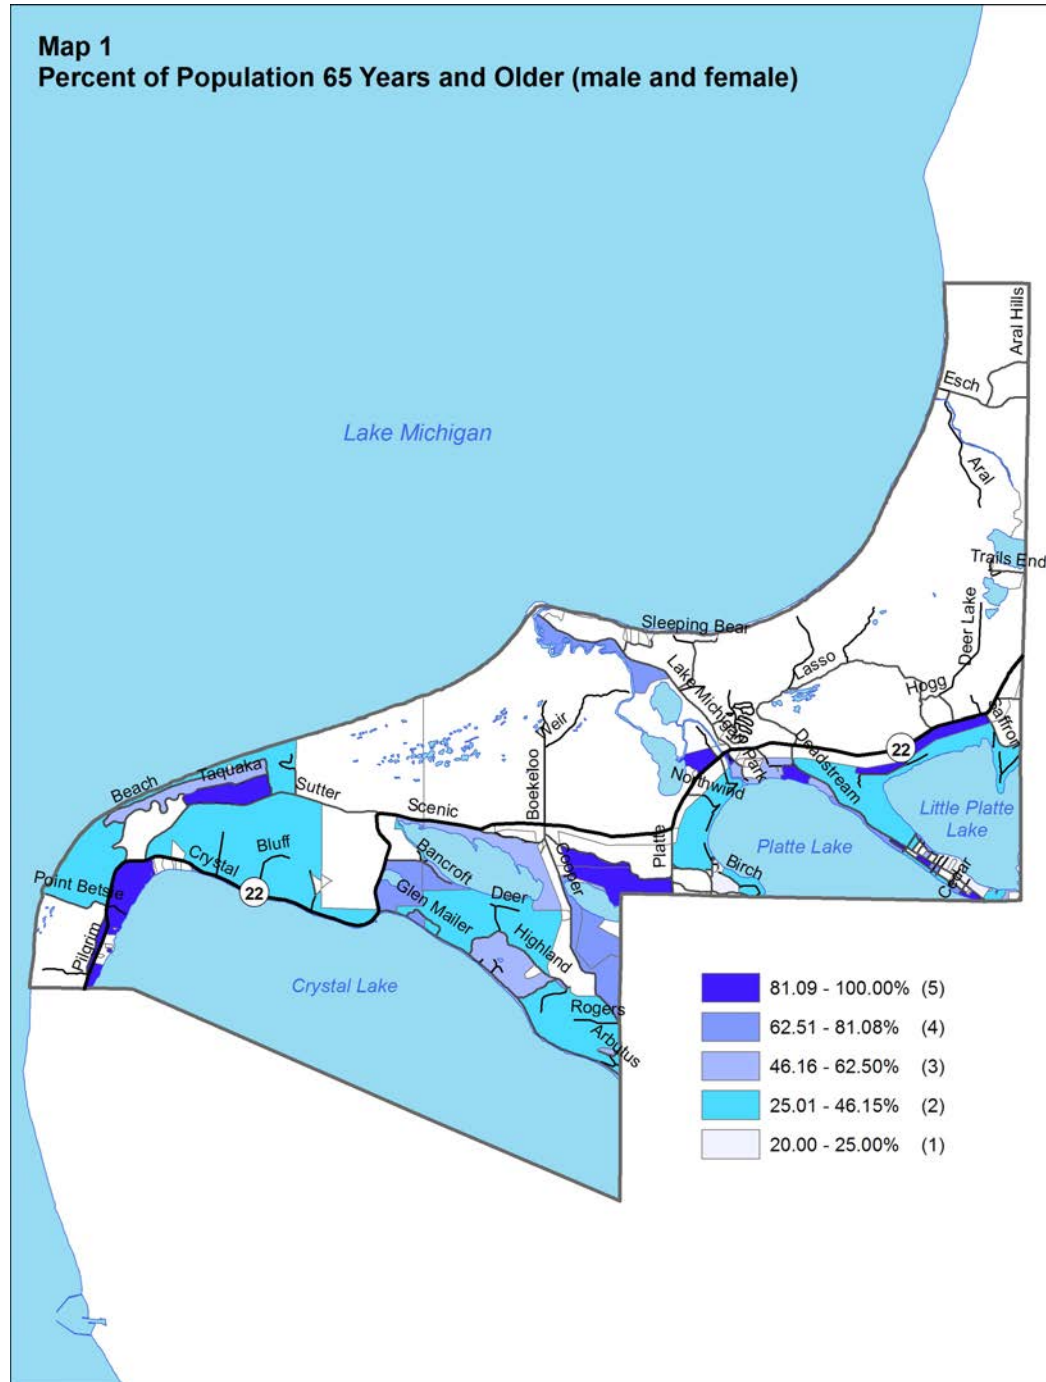 Map 1
Percent of Population 65 Years and Older (male and female)
Aral Hills
Esch
Lake Michigan
Aral
Trails End
Sleeping Bear
Deer Lake
Lasso
Lake Michigan
Hogg
Saffron
Weir
22
Deadstream
Park
Taquaka
Beach
Northwind
Sutter
Scenic
Boekeloo
Little Platte
Lake
Platte Lake
Platte
Bluff
Crystal
Bancroft
Cooper
Birch
Cedar
Point Betsie
22
Deer
Glen Mailer
Highland
Pilgrim
Crystal Lake
Rogers
Arbutus
81.09 - 100.00% (5)
62.51 - 81.08% (4)
46.16 - 62.50% (3)
25.01 - 46.15% (2)
20.00 - 25.00% (1)